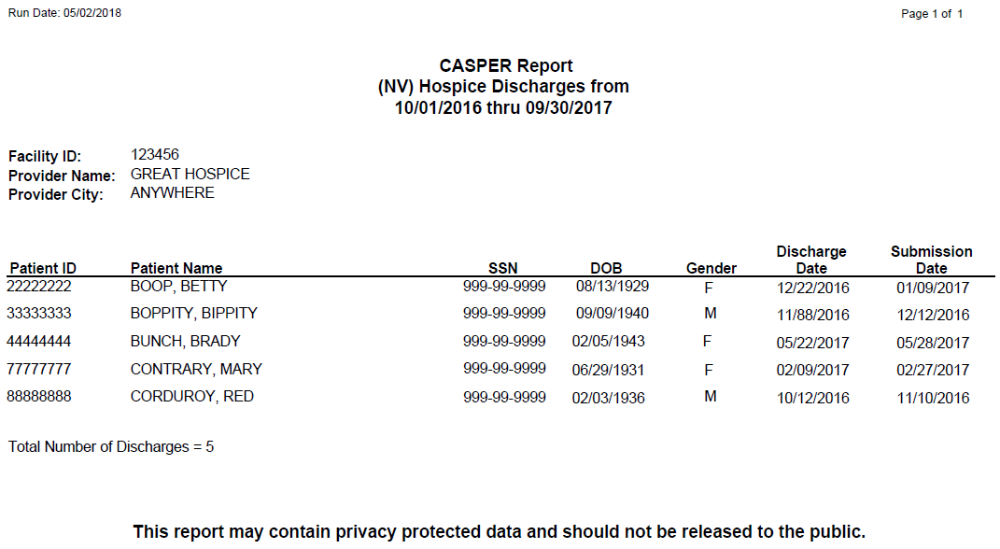 Run Date: 05/02/2018 Page 1 of 1
CASPER Report
(NV) Hospice Discharges from
10/01/2016 thru 09/30/2017
Facility ID: 123456
Provider Name: GREAT HOSPICE
Provider City: ANYWHERE
Discharge Submission
Patient ID Patient Name SSN DOB Gender Date Date
22222222 BOOP, BETTY 999-99-9999 08/13/1929 F 12/22/2016 01/09/2017
33333333 BOPPITY, BIPPITY 999-99-9999 09/09/1940 M 11/88/2016 12/12/2016
44444444 BUNCH, BRADY 999-99-9999 02/05/1943 F 05/22/2017 05/28/2017
77777777 CONTRARY, MARY 999-99-9999 06/29/1931 F 02/09/2017 02/27/2017
88888888 CORDUROY, RED 999-99-9999 02/03/1936 M 10/12/2016 11/10/2016
Total Number of Discharges = 5
This report may contain privacy protected data and should not be released to the public.